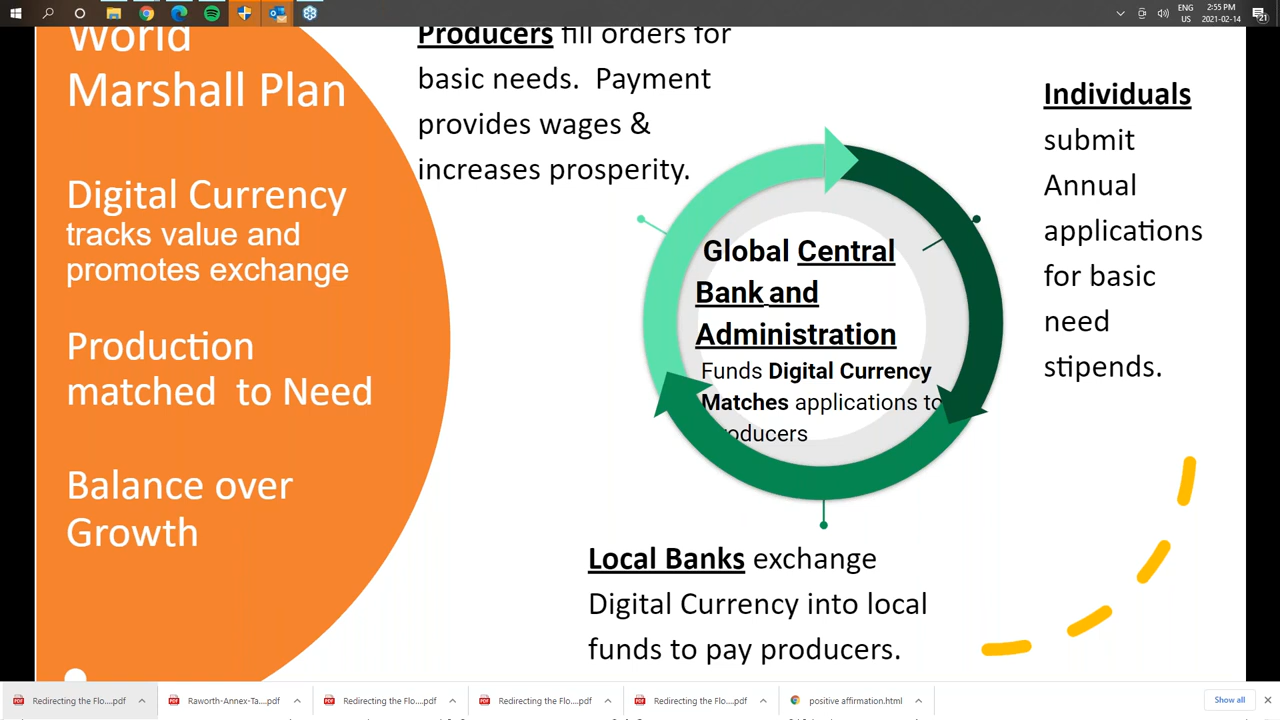 ENG
US
2:55 PM
2021-02-14
21
World
Marshall Plan
Digital Currency
tracks value and
promotes exchange
Production
matched to Need
Balance over
Growth
Producers fill orders for
basic needs. Payment
provides wages &
increases prosperity.
Global Central
Bank and
Administration
Funds Digital Currency
Matches applications to
producers
Individuals
submit
Annual
applications
for basic
need
stipends.
Local Banks exchange
Digital Currency into local
funds to pay producers.
Redirecting the Flo....pdf
Raworth-Annex-Ta....pdf
Redirecting the Flo....pdf
Redirecting the Flo....pdf
Redirecting the Flo....pdf
positive affirmation.html
Show all